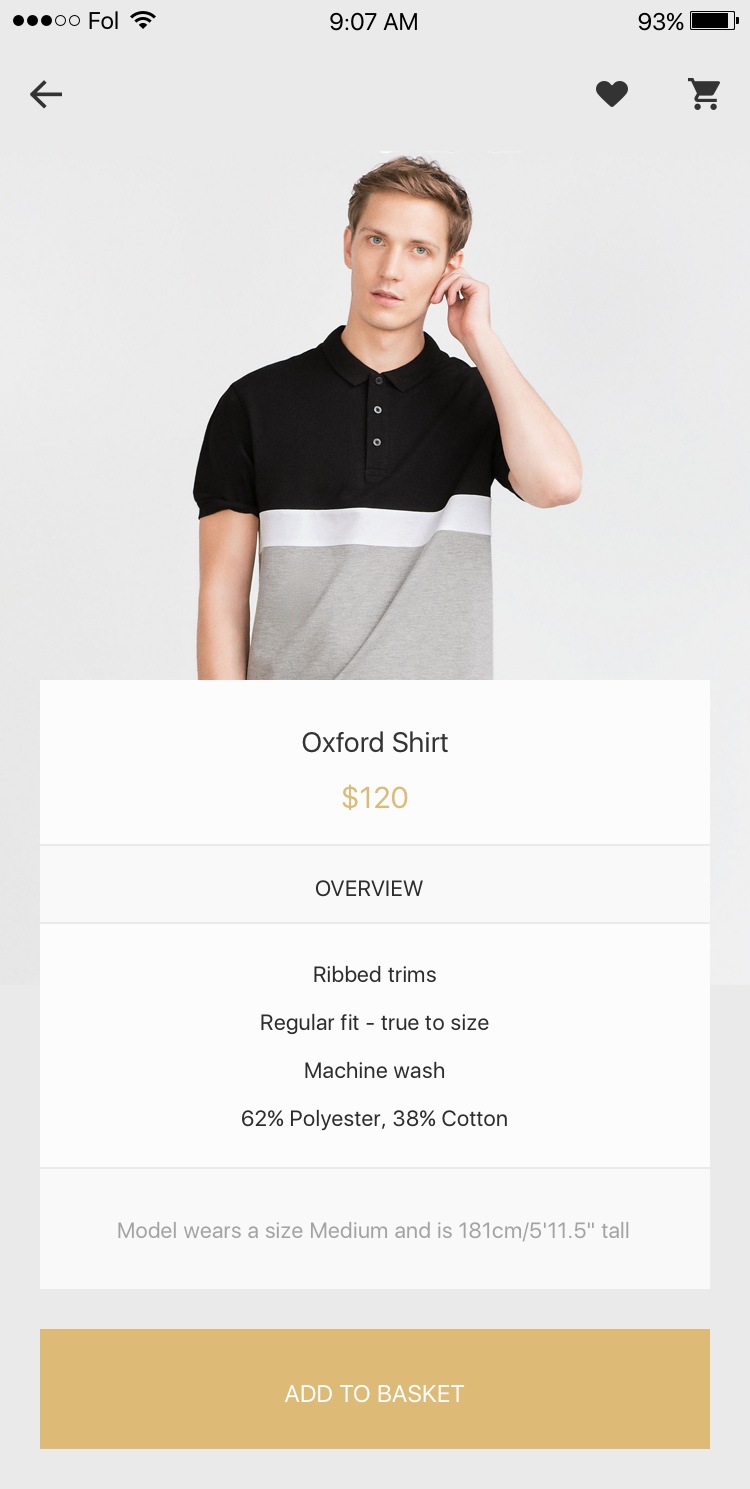 Fol 9:07 AM 93%
Oxford Shirt
$120
OVERVIEW
Ribbed trims
Regular fit - true to size
Machine wash
62% Polyester, 38% Cotton
Model wears a size Medium and is 181cm/5'11.5" tall
ADD TO BASKET